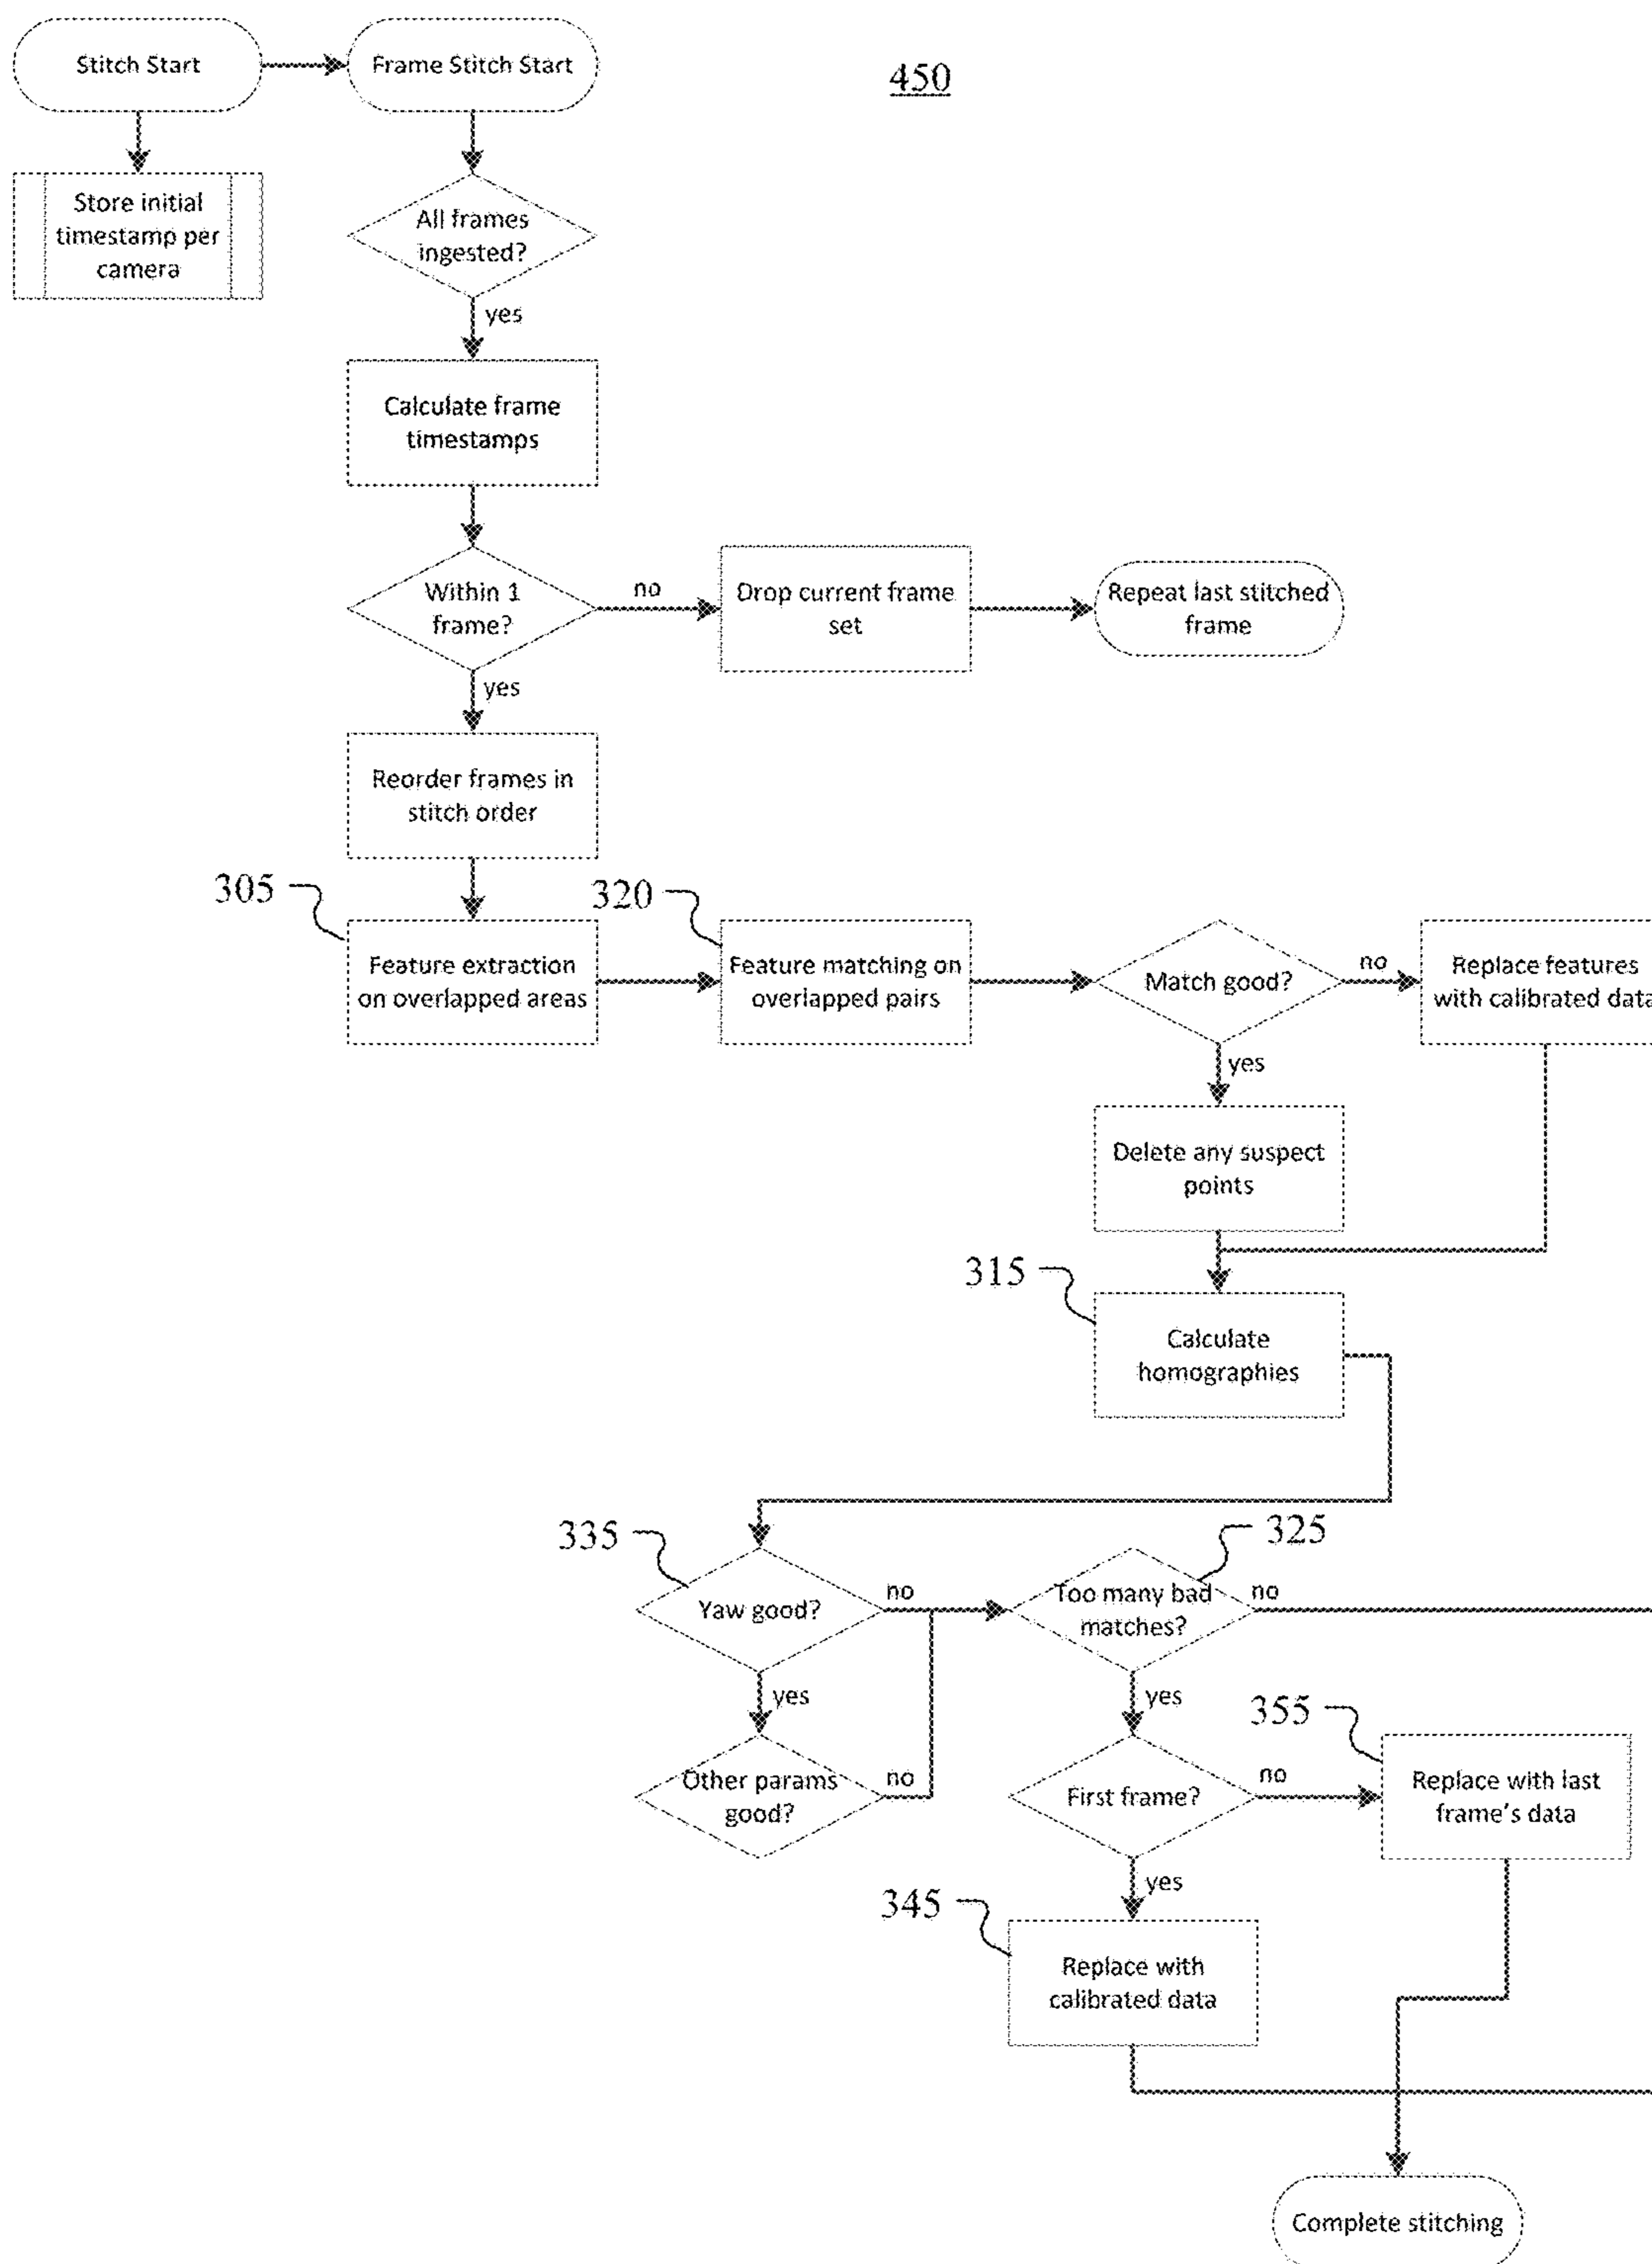 Stitch Start
Frame Stitch Start
450
Store initial
timestamp per
camera
All frames
ingested?
yes
Calculate frame
timestamps
Within 1
frame?
no
Drop current frame
set
Repeat last stitched
frame
yes
Reorder frames in
stitch order
305
320
Feature extraction
on overlapped areas
Feature matching on
overlapped pairs
Match good?
no
Replace features
with calibrated data
yes
Delete any suspect
points
315
Calculate
homographies
335
325
Yaw good?
no
Too many bad
matches?
no
yes
yes
355
Other params
good?
no
First frame?
no
Replace with last
frame's data
yes
345
Replace with
calibrated data
Complete stitching